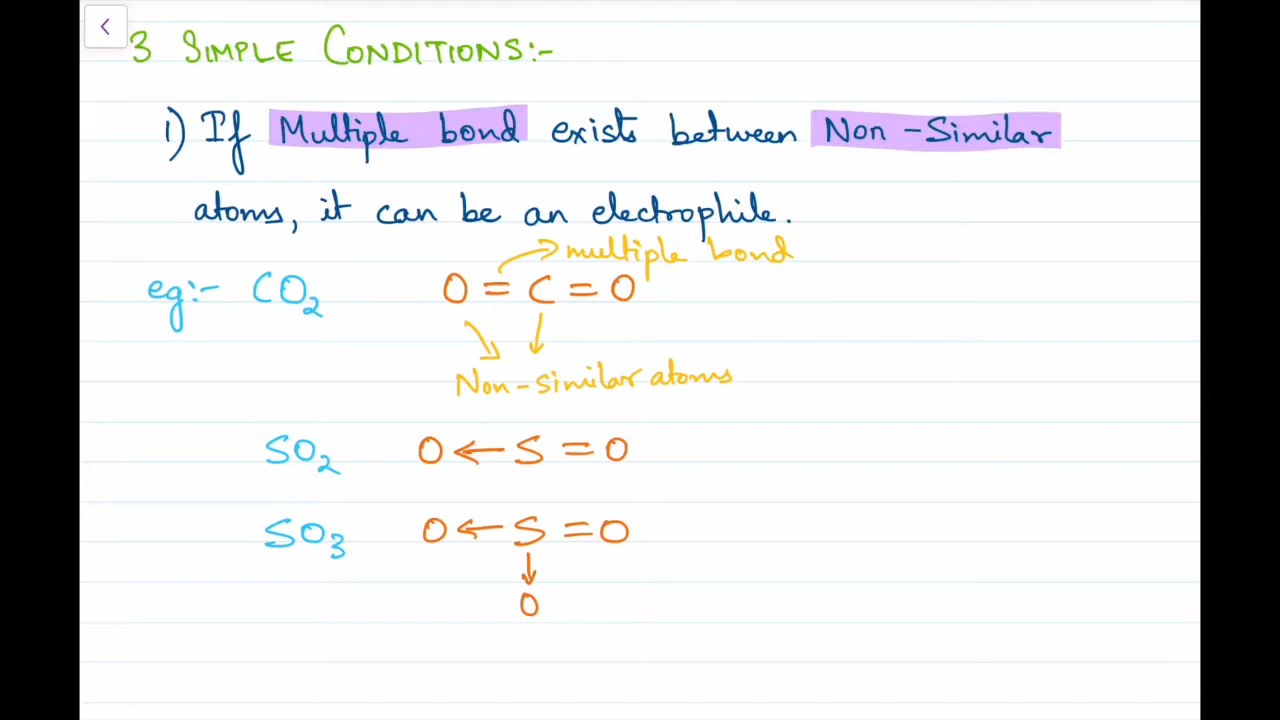 3 SIMPLE CONDITIONS:-
1) If Multiple bond exists between Non-Similar
atoms, it can be an electrophile.
→ multiple bond
eg:- CO₂ O = C = O
Non-similar atoms
SO₂ O ← S = O
SO₃ O ← S = O
↓
O